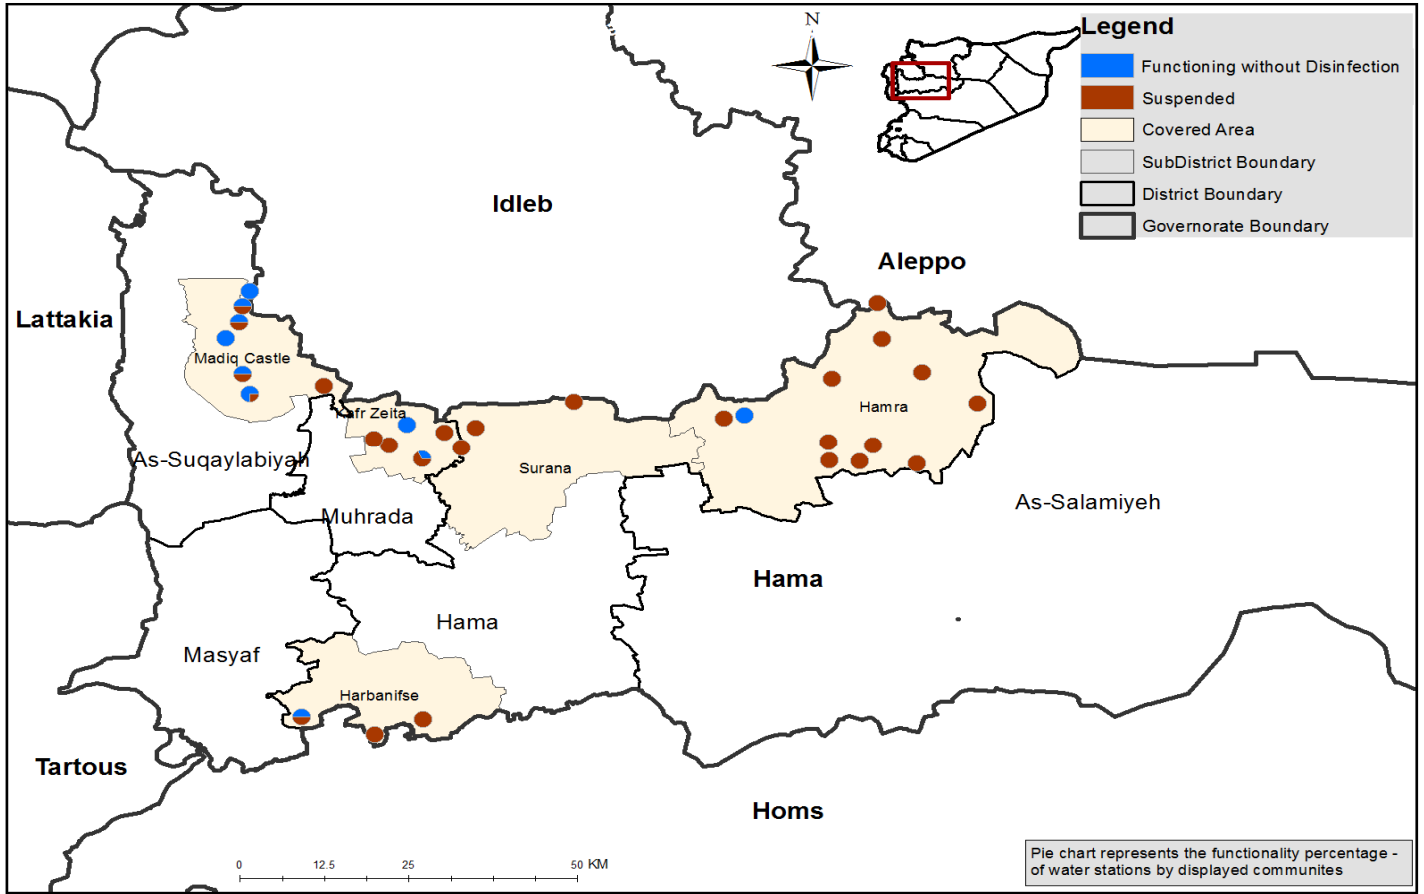 N
Legend
Functioning without Disinfection
Suspended
Covered Area
SubDistrict Boundary
District Boundary
Governorate Boundary
Idleb
Aleppo
Lattakia
Madiq Castle
Kafr Zeita
Hamra
As-Suqaylabiyah
Surana
Muhrada
As-Salamiyeh
Hama
Hama
Masyaf
Harbanifse
Tartous
Homs
0 12.5 25 50 KM
Pie chart represents the functionality percentage -
of water stations by displayed communites